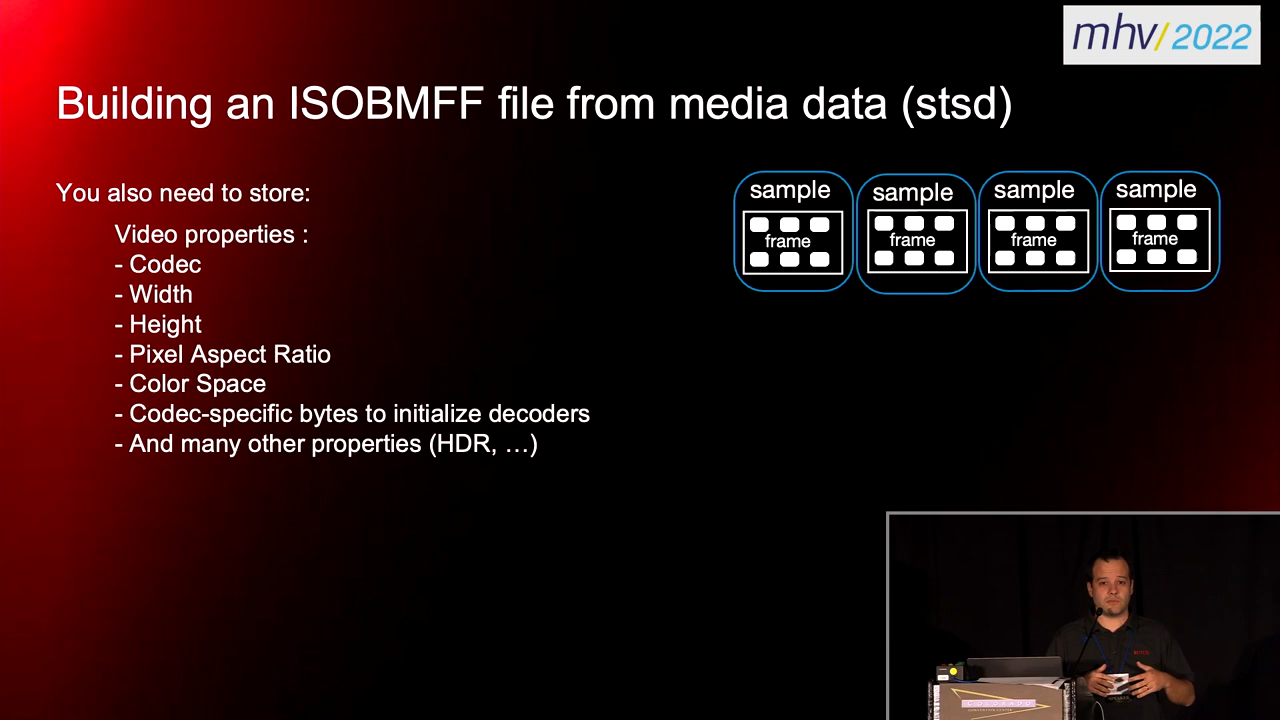 mhv/2022
Building an ISOBMFF file from media data (stsd)
You also need to store:
Video properties :
- Codec
- Width
- Height
- Pixel Aspect Ratio
- Color Space
- Codec-specific bytes to initialize decoders
- And many other properties (HDR, …)
sample sample sample sample
frame frame frame frame
COLORADO